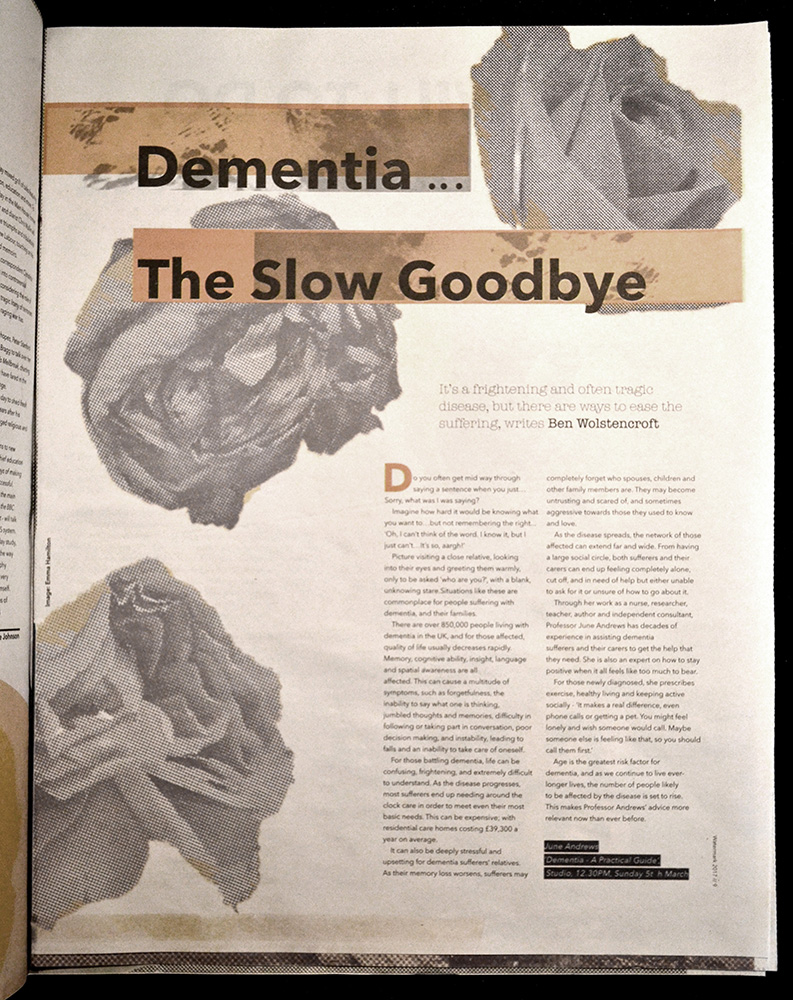 Dementia ...
The Slow Goodbye
It's a frightening and often tragic
disease, but there are ways to ease the
suffering, writes Ben Wolstencroft
Image: Emma Hamilton
Do you often get mid way through
saying a sentence when you just...
Sorry, what was I was saying?
Imagine how hard it would be knowing what
you want to...but not remembering the right...
'Oh, I can't think of the word. I know it, but I
just can't...It's so, aargh!'
Picture visiting a close relative, looking
into their eyes and greeting them warmly,
only to be asked 'who are you?', with a blank,
unknowing stare.Situations like these are
commonplace for people suffering with
dementia, and their families.
There are over 850,000 people living with
dementia in the UK, and for those affected,
quality of life usually decreases rapidly.
Memory, cognitive ability, insight, language
and spatial awareness are all
affected. This can cause a multitude of
symptoms, such as forgetfulness, the
inability to say what one is thinking,
jumbled thoughts and memories, difficulty in
following or taking part in conversation, poor
decision making, and instability, leading to
falls and an inability to take care of oneself.
For those battling dementia, life can be
confusing, frightening, and extremely difficult
to understand. As the disease progresses,
most sufferers end up needing around the
clock care in order to meet even their most
basic needs. This can be expensive; with
residential care homes costing £39,300 a
year on average.
It can also be deeply stressful and
upsetting for dementia sufferers' relatives.
As their memory loss worsens, sufferers may
completely forget who spouses, children and
other family members are. They may become
untrusting and scared of, and sometimes
aggressive towards those they used to know
and love.
As the disease spreads, the network of those
affected can extend far and wide. From having
a large social circle, both sufferers and their
carers can end up feeling completely alone,
cut off, and in need of help but either unable
to ask for it or unsure of how to go about it.
Through her work as a nurse, researcher,
teacher, author and independent consultant,
Professor June Andrews has decades of
experience in assisting dementia
sufferers and their carers to get the help that
they need. She is also an expert on how to stay
positive when it all feels like too much to bear.
For those newly diagnosed, she prescribes
exercise, healthy living and keeping active
socially - 'It makes a real difference, even
phone calls or getting a pet. You might feel
lonely and wish someone would call. Maybe
someone else is feeling like that, so you should
call them first.'
Age is the greatest risk factor for
dementia, and as we continue to live ever-
longer lives, the number of people likely
to be affected by the disease is set to rise.
This makes Professor Andrews' advice more
relevant now than ever before.
June Andrews
'Dementia - A Practical Guide',
Studio, 12.30PM, Sunday 5t h March
Johnson